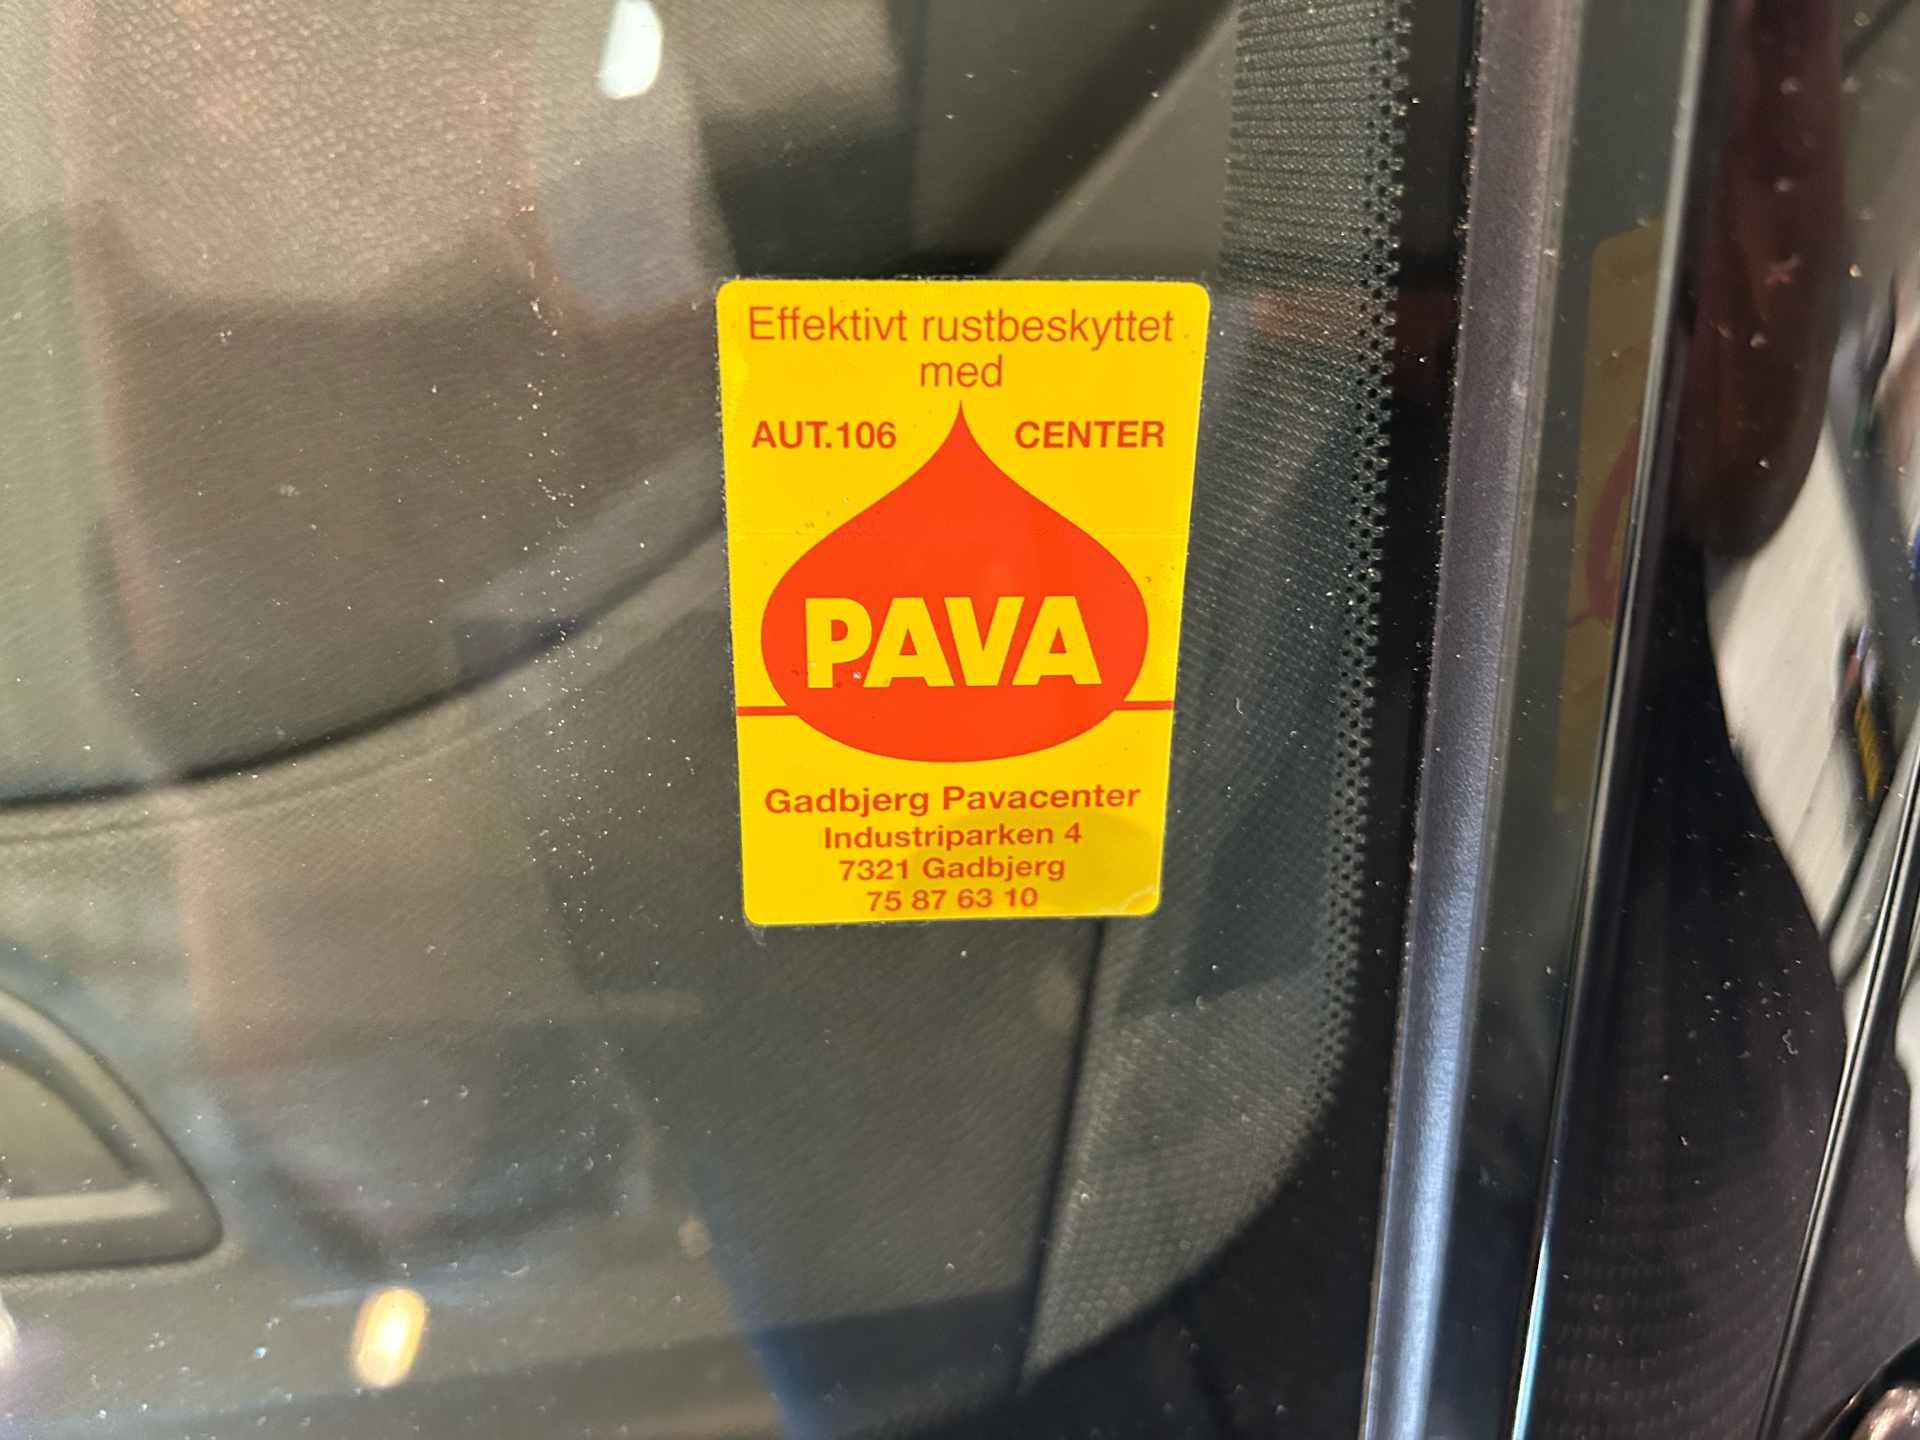 Effektivt rustbeskyttet
med
AUT.106 CENTER
PAVA
Gadbjerg Pavacenter
Industriparken 4
7321 Gadbjerg
75 87 63 10